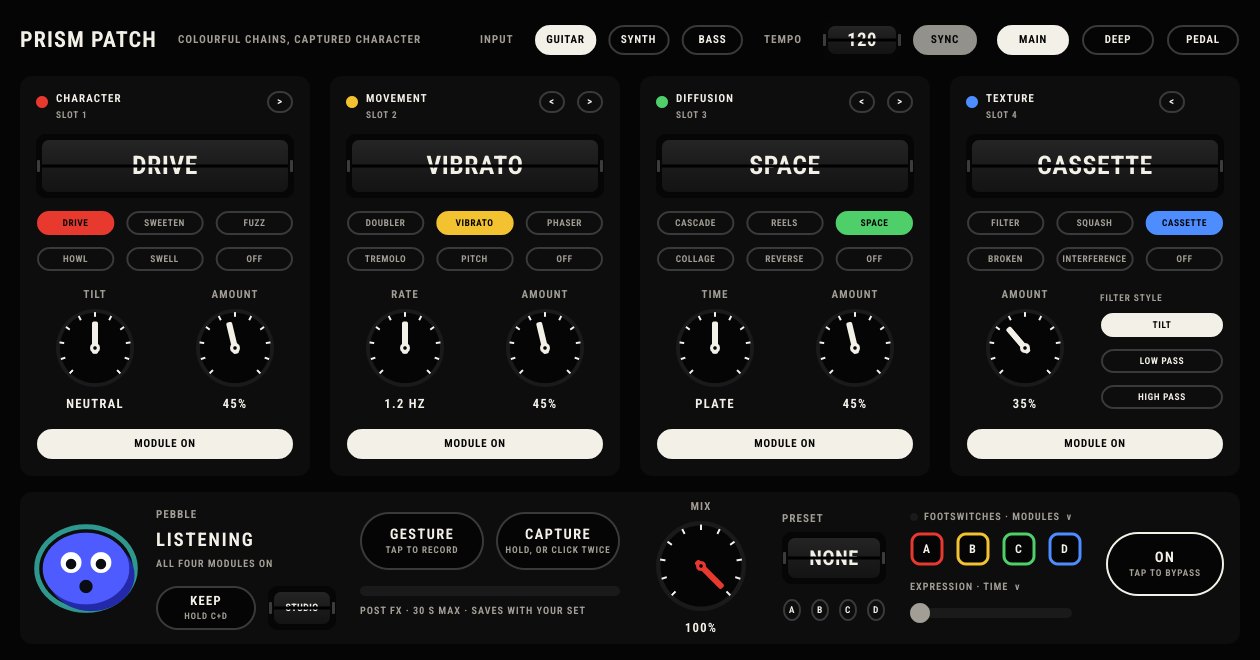 PRISM PATCH
COLOURFUL CHAINS, CAPTURED CHARACTER
INPUT
GUITAR
SYNTH
BASS
TEMPO
120
SYNC
MAIN
DEEP
PEDAL
CHARACTER
SLOT 1
>
DRIVE
DRIVE
SWEETEN
FUZZ
HOWL
SWELL
OFF
TILT
AMOUNT
NEUTRAL
45%
MODULE ON
MOVEMENT
SLOT 2
<
>
VIBRATO
DOUBLER
VIBRATO
PHASER
TREMOLO
PITCH
OFF
RATE
AMOUNT
1.2 HZ
45%
MODULE ON
DIFFUSION
SLOT 3
<
>
SPACE
CASCADE
REELS
SPACE
COLLAGE
REVERSE
OFF
TIME
AMOUNT
PLATE
45%
MODULE ON
TEXTURE
SLOT 4
<
CASSETTE
FILTER
SQUASH
CASSETTE
BROKEN
INTERFERENCE
OFF
AMOUNT
35%
FILTER STYLE
TILT
LOW PASS
HIGH PASS
MODULE ON
PEBBLE
LISTENING
ALL FOUR MODULES ON
KEEP
HOLD C+D
STUDIO
GESTURE
TAP TO RECORD
CAPTURE
HOLD, OR CLICK TWICE
POST FX · 30 S MAX · SAVES WITH YOUR SET
MIX
100%
PRESET
NONE
A
B
C
D
FOOTSWITCHES · MODULES ∨
A
B
C
D
EXPRESSION · TIME ∨
ON
TAP TO BYPASS